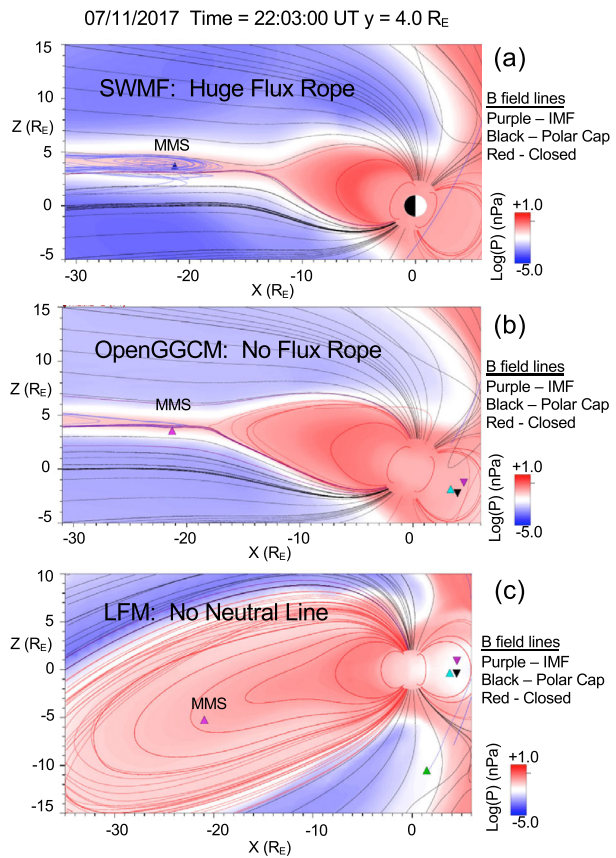 07/11/2017 Time = 22:03:00 UT y = 4.0 RE
(a)
SWMF: Huge Flux Rope
MMS
Z (RE)
15
10
5
0
-5
-31
-20
-10
0
X (RE)
B field lines
Purple – IMF
Black – Polar Cap
Red - Closed
Log(P) (nPa)
+1.0
-5.0
(b)
OpenGGCM: No Flux Rope
MMS
Z (RE)
15
10
5
0
-5
-31
-20
-10
0
X (RE)
B field lines
Purple – IMF
Black – Polar Cap
Red - Closed
Log(P) (nPa)
+1.0
-5.0
(c)
LFM: No Neutral Line
MMS
Z (RE)
10
5
0
-5
-10
-15
-30
-20
-10
0
X (RE)
B field lines
Purple – IMF
Black – Polar Cap
Red - Closed
Log(P) (nPa)
+1.0
-5.0